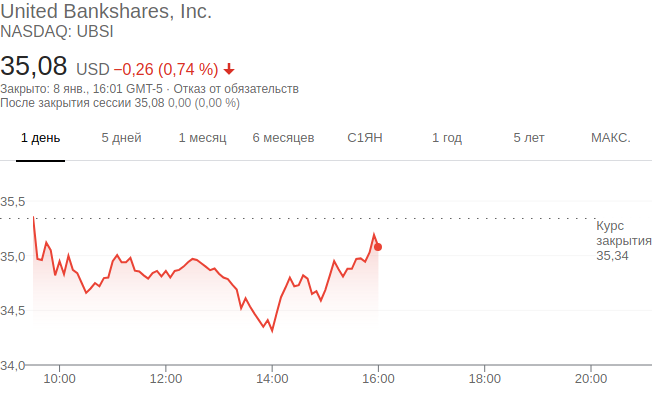 United Bankshares, Inc.
NASDAQ: UBSI
35,08 USD −0,26 (0,74 %)
Закрыто: 8 янв., 16:01 GMT-5 · Отказ от обязательств
После закрытия сессии 35,08 0,00 (0,00 %)
1 день 5 дней 1 месяц 6 месяцев С1ЯН 1 год 5 лет МАКС.
35,5
Курс
закрытия
35,34
35,0
34,5
34,0
10:00 12:00 14:00 16:00 18:00 20:00